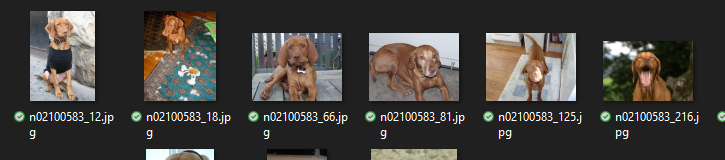 n02100583_12.jp
g
n02100583_18.jp
g
n02100583_66.jp
g
n02100583_81.jp
g
n02100583_125.j
pg
n02100583_216.j
pg